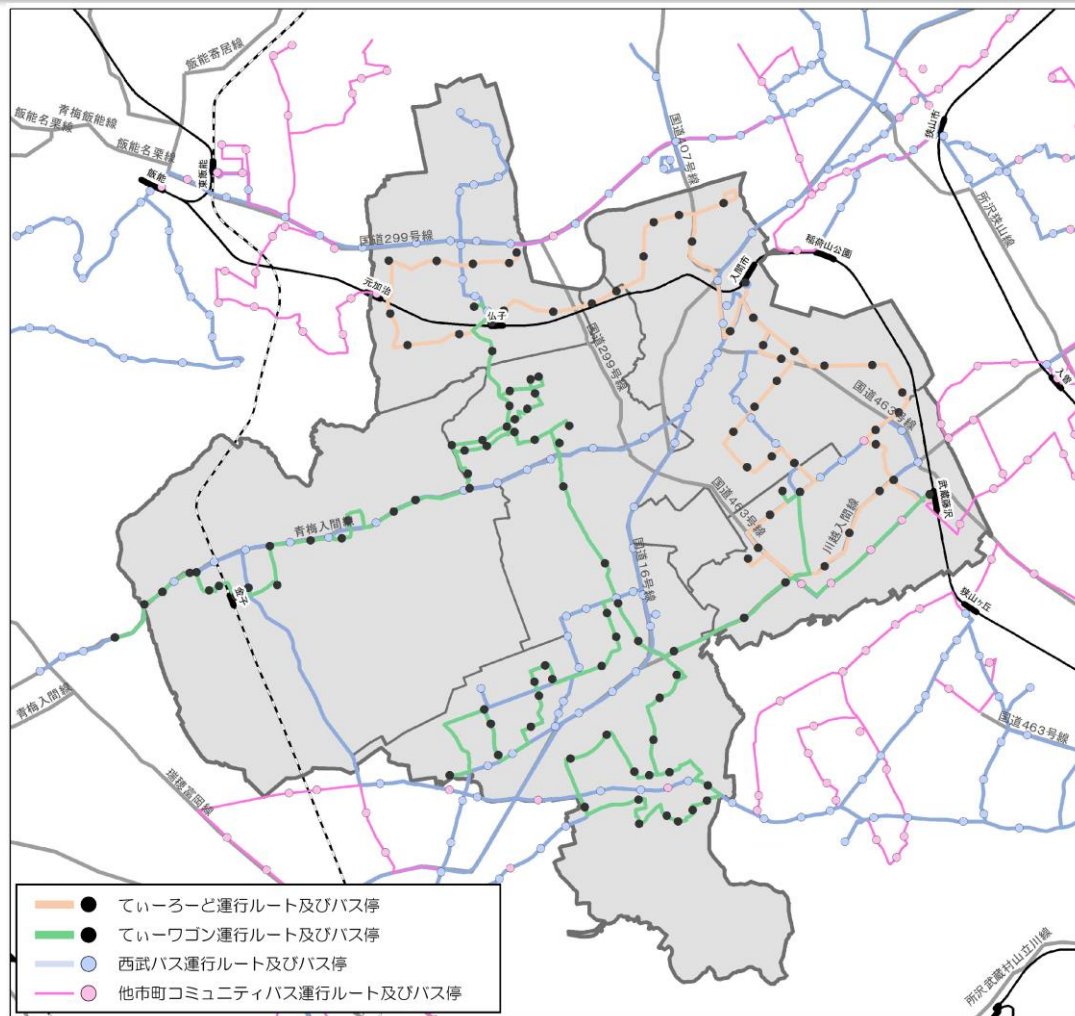 飯能寄居線
青梅飯能線
飯能名栗線
飯能名栗線
東飯能
飯能
国道407号線
狭山市
所沢狭山線
国道299号線
稲荷山公園
入間市
元加治
仏子
国道299号線
入曽
国道463号線
国道463号線
武蔵藤沢
川越入間線
青梅入間線
国道16号線
金子
狭山ヶ丘
青梅入間線
国道463号線
瑞穂富岡線
てぃーろーど運行ルート及びバス停
てぃーワゴン運行ルート及びバス停
西武バス運行ルート及びバス停
他市町コミュニティバス運行ルート及びバス停
所沢武蔵村山立川線